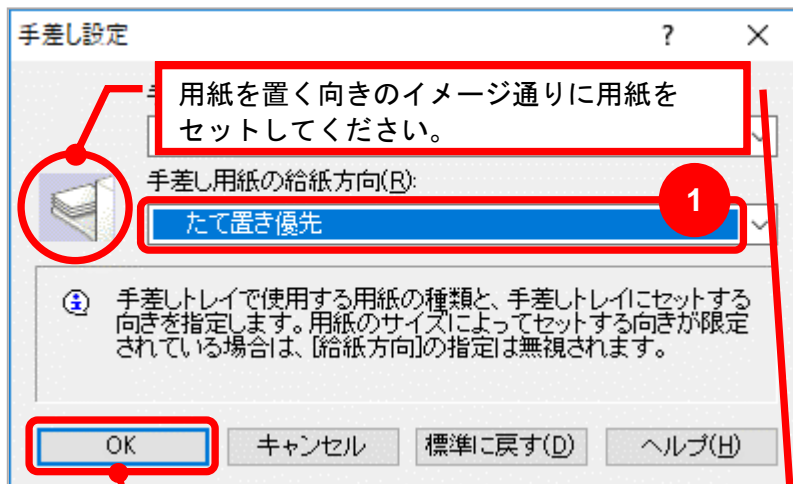 手差し設定 ? ×
用紙を置く向きのイメージ通りに用紙を
セットしてください。
手差し用紙の給紙方向(R):
1
たて置き優先
手差しトレイで使用する用紙の種類と、手差しトレイにセットする
向きを指定します。用紙のサイズによってセットする向きが限定
されている場合は、[給紙方向]の指定は無視されます。
OK キャンセル 標準に戻す(D) ヘルプ(H)